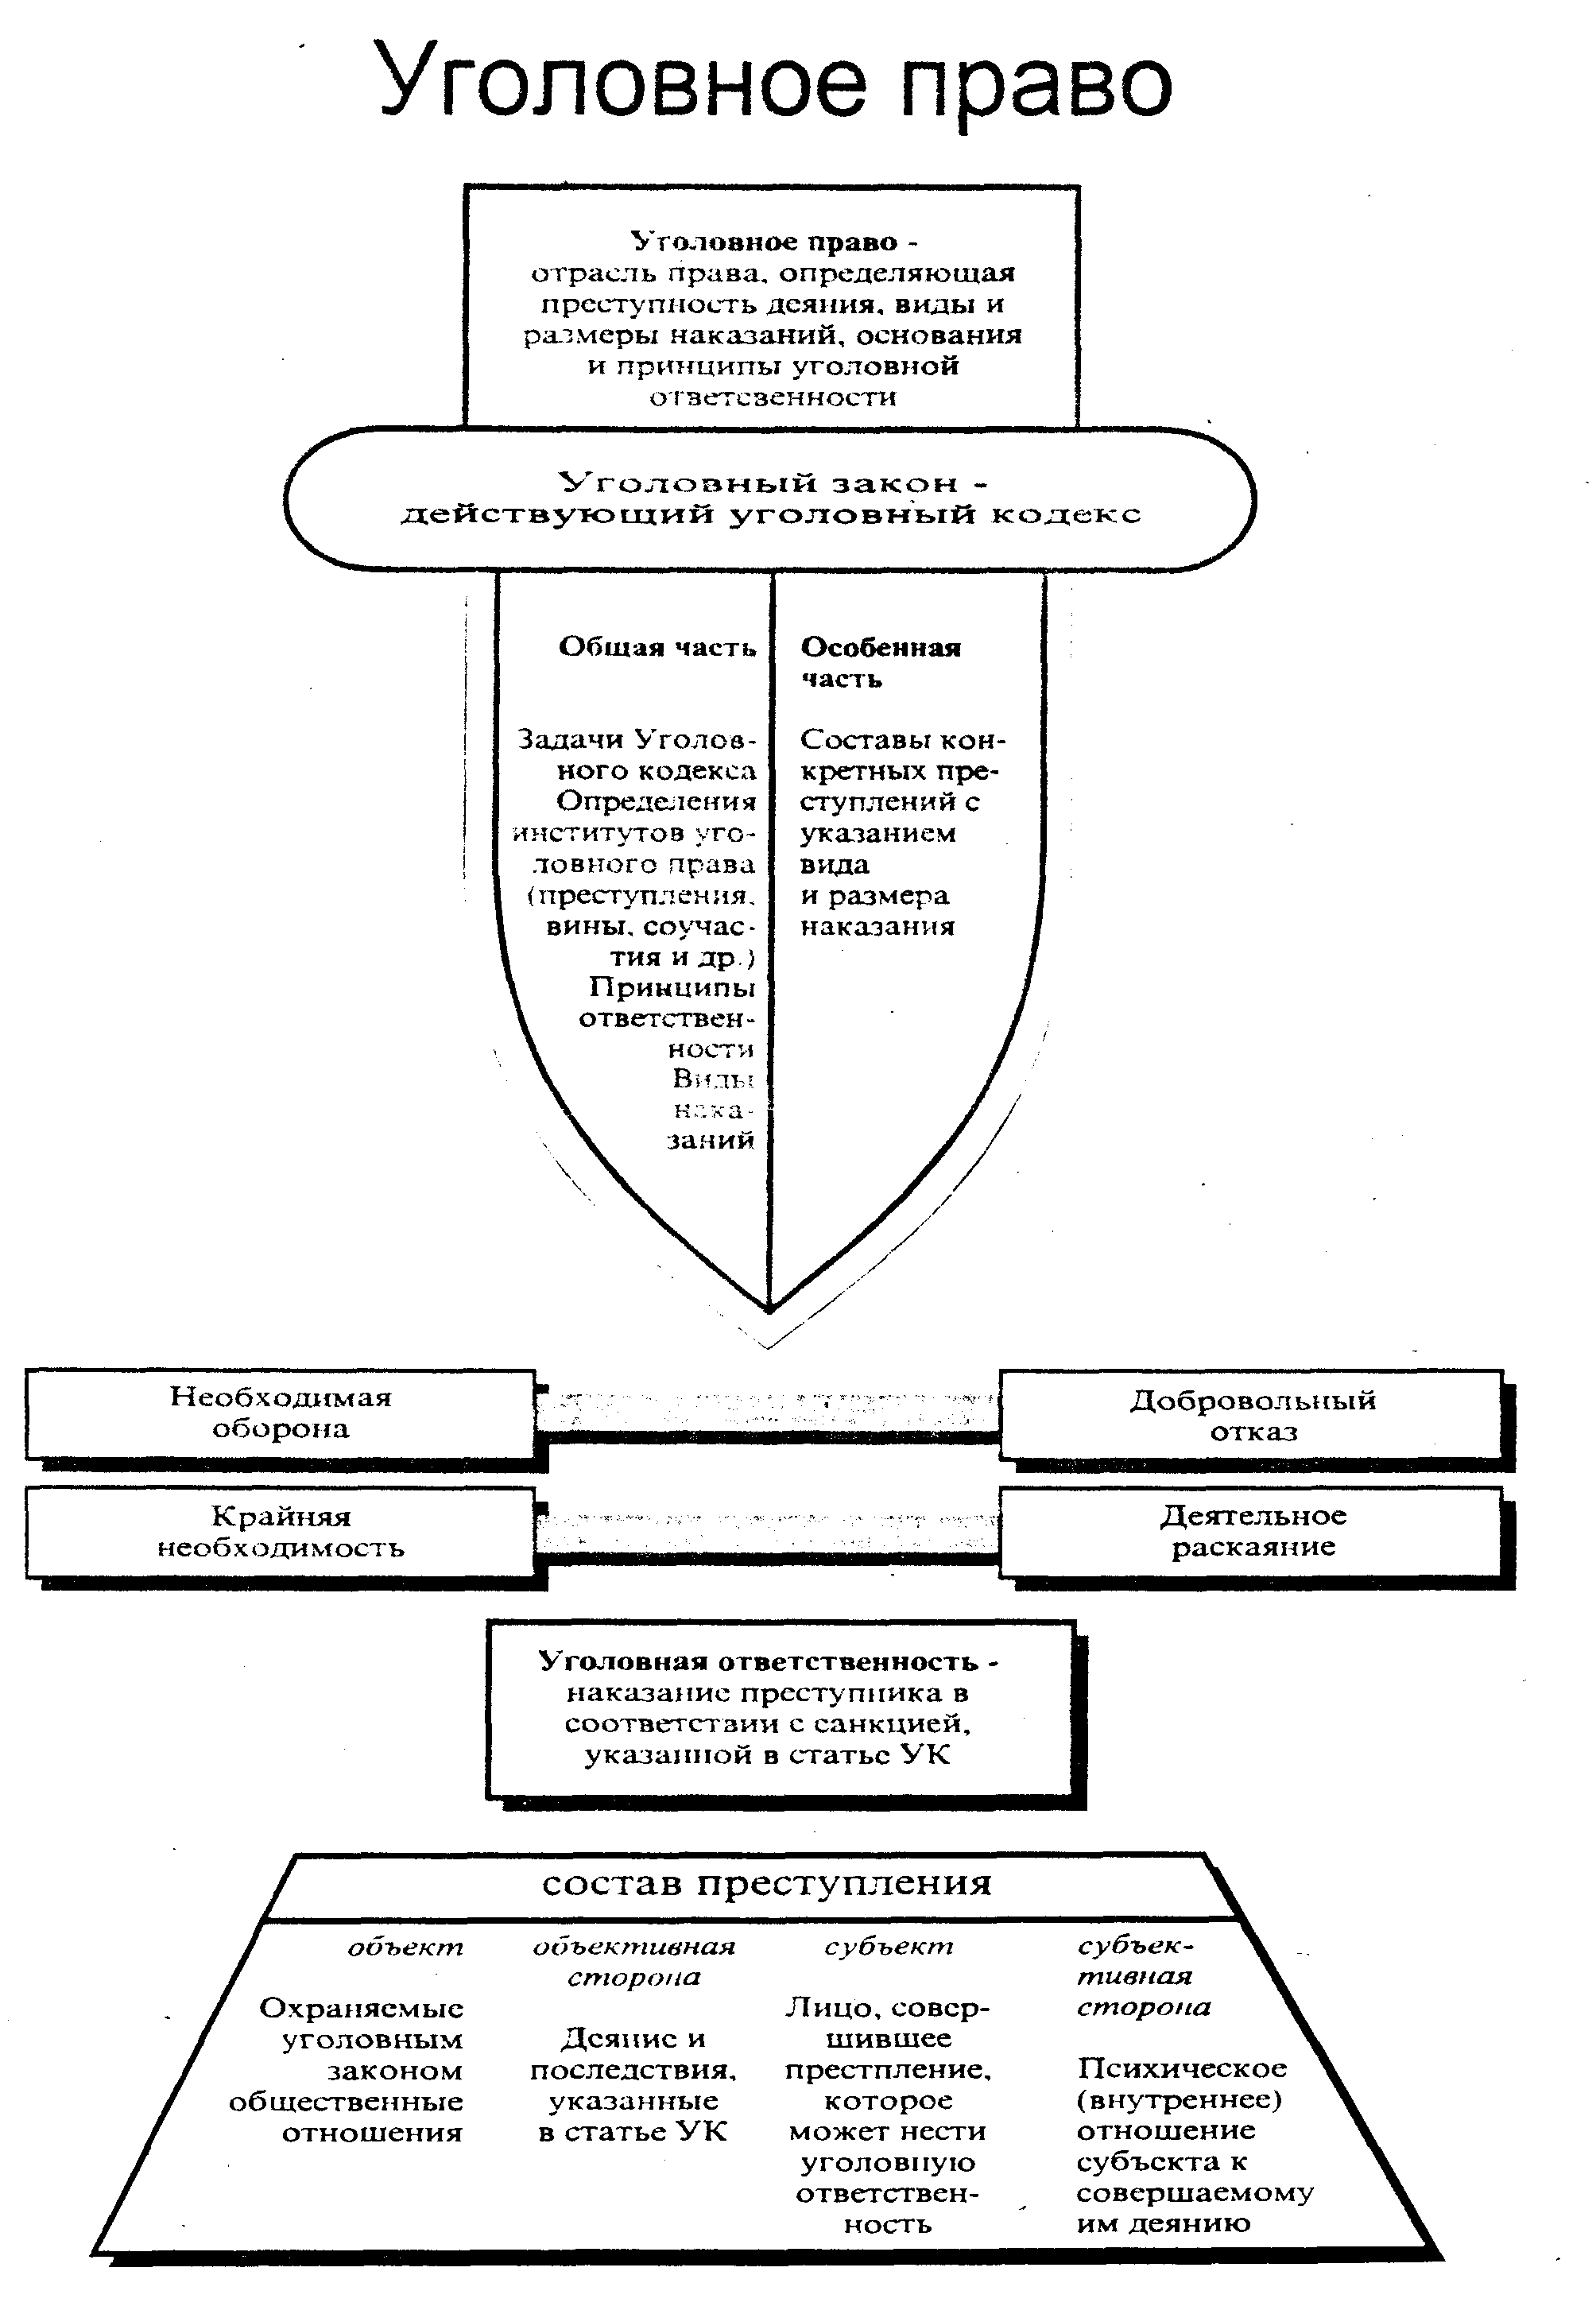 Уголовное право
Уголовное право -
отрасль права, определяющая
преступность деяния, виды и
размеры наказаний, основания
и принципы уголовной
ответсвенности
Уголовный закон -
действующий уголовный кодекс
Общая часть
Задачи Уголов-
ного кодекса
Определения
институтов уго-
ловного права
(преступления,
вины, соучас-
тия и др.)
Принципы
ответствен-
ности
Виды
нака-
заний
Особенная
часть
Составы кон-
кретных пре-
ступлений с
указанием
вида
и размера
наказания
Необходимая
оборона
Добровольный
отказ
Крайняя
необходимость
Деятельное
раскаяние
Уголовная ответственность -
наказание преступника в
соответствии с санкцией,
указанной в статье УК
состав преступления
объект
Охраняемые
уголовным
законом
общественные
отношения
объективная
сторона
Деяние и
последствия,
указанные
в статье УК
субъект
Лицо, совер-
шившее
престпление,
которое
может нести
уголовную
ответствен-
ность
субъек-
тивная
сторона
Психическое
(внутреннее)
отношение
субъекта к
совершаемому
им деянию